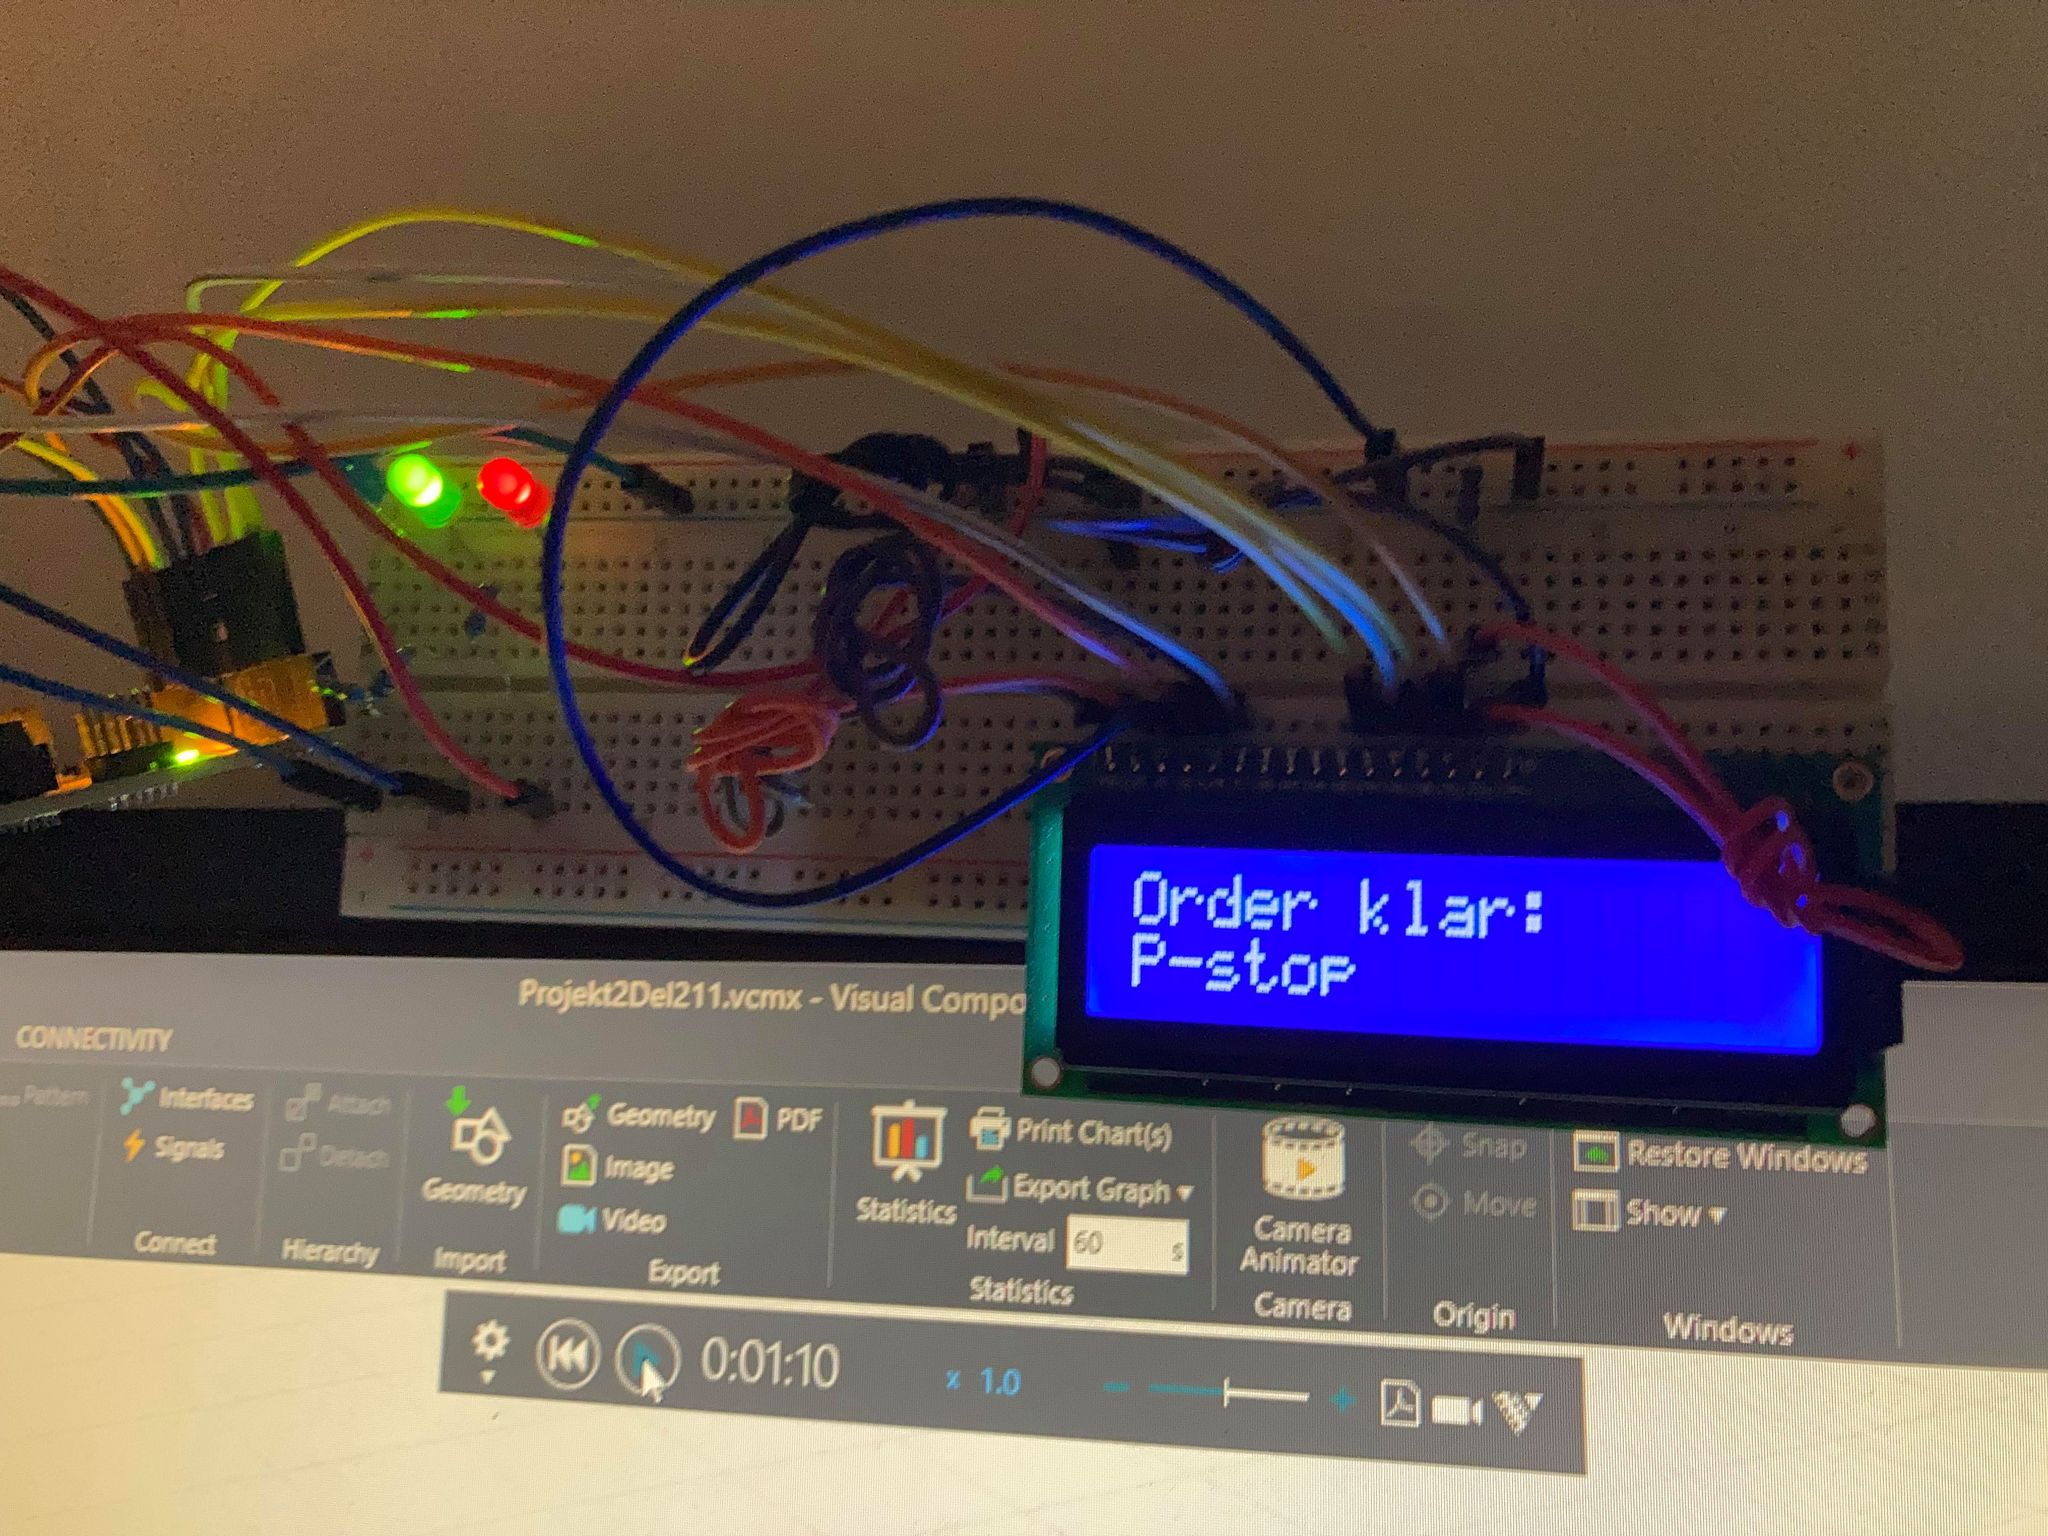 Order klar:
P-stop
Projekt2Del211.vcmx - Visual Compo
CONNECTIVITY
Pattern
Interfaces
Signals
Connect
Attach
Detach
Hierarchy
Geometry
Import
Geometry
PDF
Image
Video
Export
Statistics
Print Chart(s)
Export Graph
Interval 60 s
Statistics
Camera
Animator
Camera
Snap
Move
Origin
Restore Windows
Show
Windows
0:01:10
x 1.0